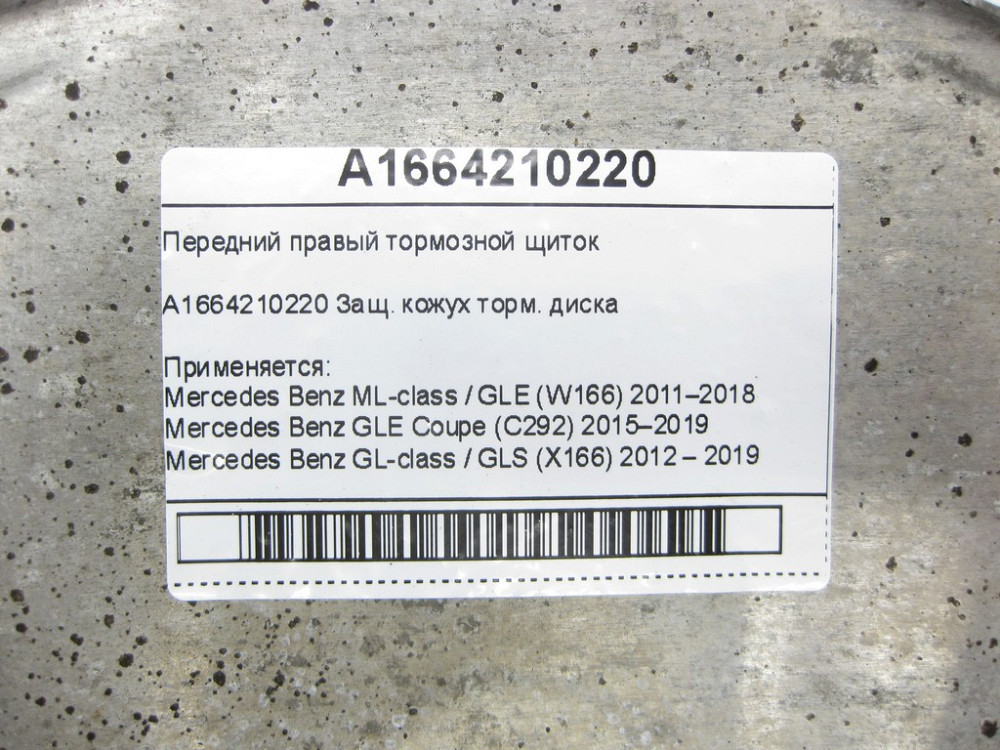 A1664210220
Передний правый тормозной щиток
A1664210220 Защ. кожух торм. диска
Применяется:
Mercedes Benz ML-class / GLE (W166) 2011–2018
Mercedes Benz GLE Coupe (C292) 2015–2019
Mercedes Benz GL-class / GLS (X166) 2012 – 2019